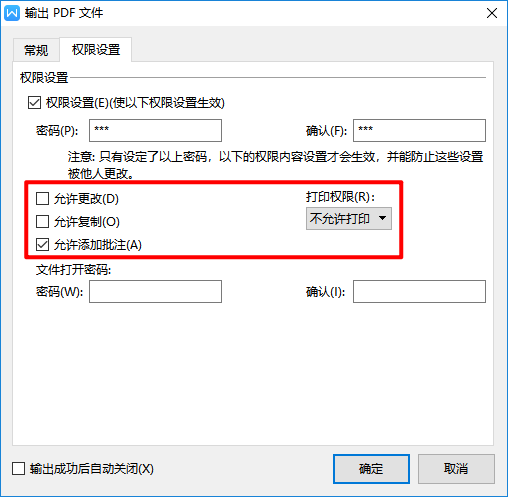 输出 PDF 文件
常规
权限设置
权限设置
权限设置(E)(使以下权限设置生效)
密码(P): *** 确认(F): ***
注意: 只有设定了以上密码，以下的权限内容设置才会生效，并能防止这些设置
被他人更改。
允许更改(D) 打印权限(R):
允许复制(O) 不允许打印
允许添加批注(A)
文件打开密码:
密码(W): 确认(I):
输出成功后自动关闭(X) 确定 取消